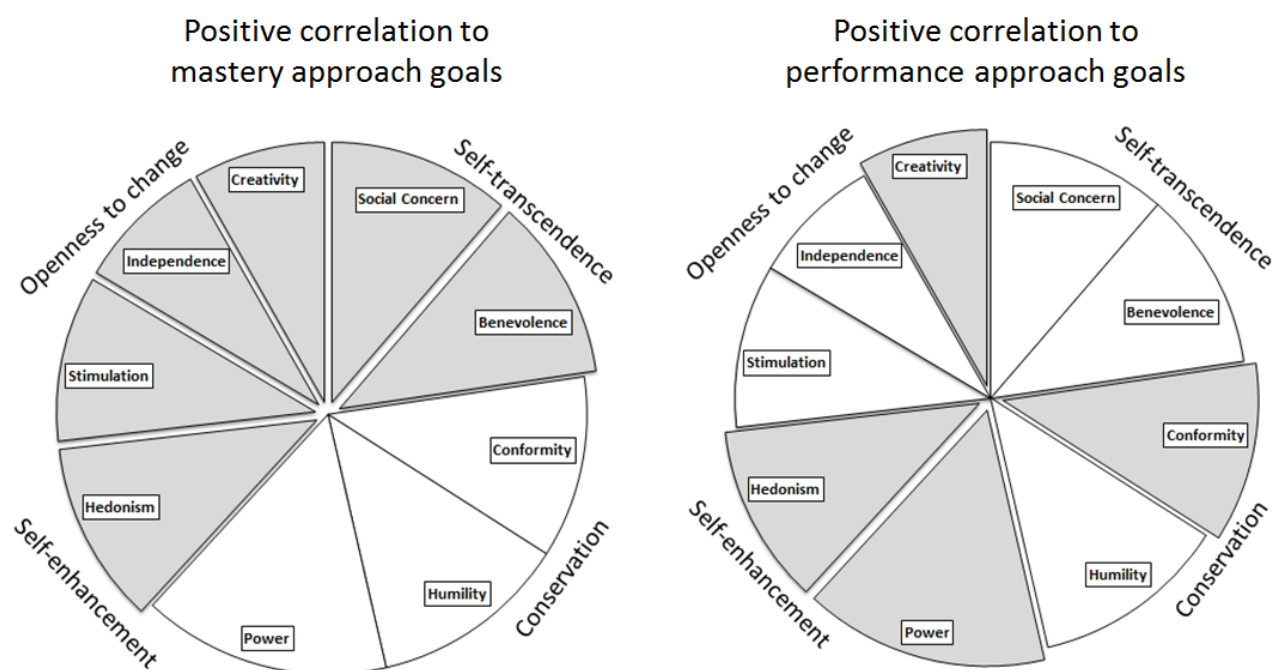 Positive correlation to
mastery approach goals
Openness to change
Self-transcendence
Creativity
Social Concern
Independence
Benevolence
Stimulation
Conformity
Hedonism
Humility
Power
Self-enhancement
Conservation
Positive correlation to
performance approach goals
Openness to change
Self-transcendence
Creativity
Social Concern
Independence
Benevolence
Stimulation
Conformity
Hedonism
Humility
Power
Self-enhancement
Conservation